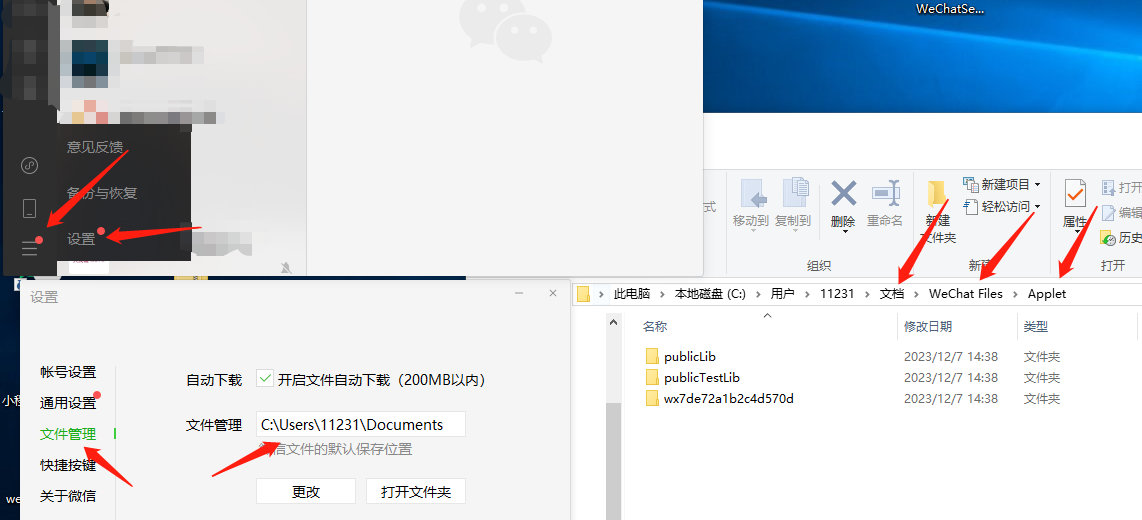 WeChatSe...
意见反馈
备份与恢复
设置
式
移动到
复制到
删除
重命名
新建
文件夹
新建项目
轻松访问
属性
打开
编辑
历史
组织
新建
打开
此电脑 › 本地磁盘 (C:) › 用户 › 11231 › 文档 › WeChat Files › Applet
名称 修改日期 类型
publicLib 2023/12/7 14:38 文件夹
publicTestLib 2023/12/7 14:38 文件夹
wx7de72a1b2c4d570d 2023/12/7 14:38 文件夹
设置
帐号设置
通用设置
文件管理
快捷按键
关于微信
自动下载 开启文件自动下载（200MB以内）
文件管理 C:\Users\11231\Documents
信文件的默认保存位置
更改 打开文件夹
小程
we